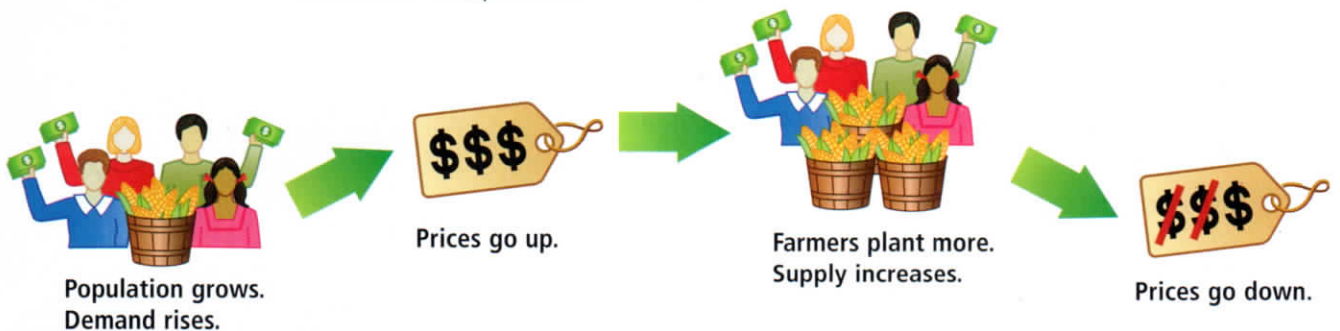 Population grows.
Demand rises.
$$$
Prices go up.
Farmers plant more.
Supply increases.
$$$
Prices go down.